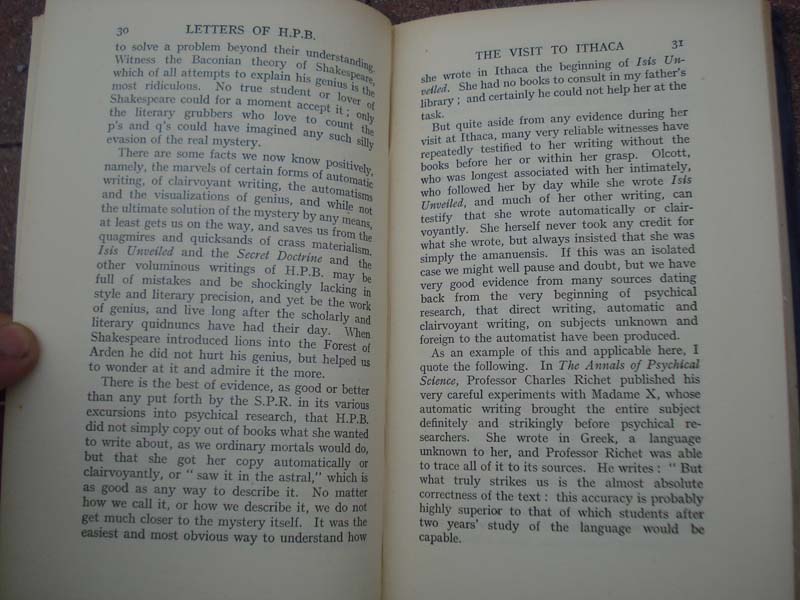 30 LETTERS OF H.P.B.
to solve a problem beyond their understanding.
Witness the Baconian theory of Shakespeare,
which of all attempts to explain his genius is the
most ridiculous. No true student or lover of
Shakespeare could for a moment accept it; only
the literary grubbers who love to count the
p's and q's could have imagined any such silly
evasion of the real mystery.
There are some facts we now know positively,
namely, the marvels of certain forms of automatic
writing, of clairvoyant writing, the automatisms
and the visualizations of genius, and while not
the ultimate solution of the mystery by any means,
at least gets us on the way, and saves us from the
quagmires and quicksands of crass materialism.
Isis Unveiled and the Secret Doctrine and the
other voluminous writings of H.P.B. may be
full of mistakes and be shockingly lacking in
style and literary precision, and yet be the work
of genius, and live long after the scholarly and
literary quidnuncs have had their day. When
Shakespeare introduced lions into the Forest of
Arden he did not hurt his genius, but helped us
to wonder at it and admire it the more.
There is the best of evidence, as good or better
than any put forth by the S.P.R. in its various
excursions into psychical research, that H.P.B.
did not simply copy out of books what she wanted
to write about, as we ordinary mortals would do,
but that she got her copy automatically or
clairvoyantly, or “ saw it in the astral,” which is
as good as any way to describe it. No matter
how we call it, or how we describe it, we do not
get much closer to the mystery itself. It was the
easiest and most obvious way to understand how
THE VISIT TO ITHACA 31
she wrote in Ithaca the beginning of Isis Un-
veiled. She had no books to consult in my father's
library; and certainly he could not help her at the
task.
But quite aside from any evidence during her
visit at Ithaca, many very reliable witnesses have
repeatedly testified to her writing without the
books before her or within her grasp. Olcott,
who was longest associated with her intimately,
who followed her by day while she wrote Isis
Unveiled, and much of her other writing, can
testify that she wrote automatically or clair-
voyantly. She herself never took any credit for
what she wrote, but always insisted that she was
simply the amanuensis. If this was an isolated
case we might well pause and doubt, but we have
very good evidence from many sources dating
back from the very beginning of psychical
research, that direct writing, automatic and
clairvoyant writing, on subjects unknown and
foreign to the automatist have been produced.
As an example of this and applicable here, I
quote the following. In The Annals of Psychical
Science, Professor Charles Richet published his
very careful experiments with Madame X, whose
automatic writing brought the entire subject
definitely and strikingly before psychical re-
searchers. She wrote in Greek, a language
unknown to her, and Professor Richet was able
to trace all of it to its sources. He writes: “ But
what truly strikes us is the almost absolute
correctness of the text: this accuracy is probably
highly superior to that of which students after
two years' study of the language would be
capable.